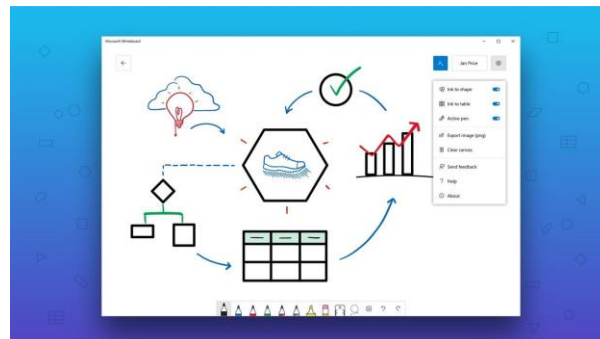 Microsoft Whiteboard
Jan Price
Ink to shape
Ink to table
Active pen
Export image (png)
Clear canvas
Send feedback
? Help
About